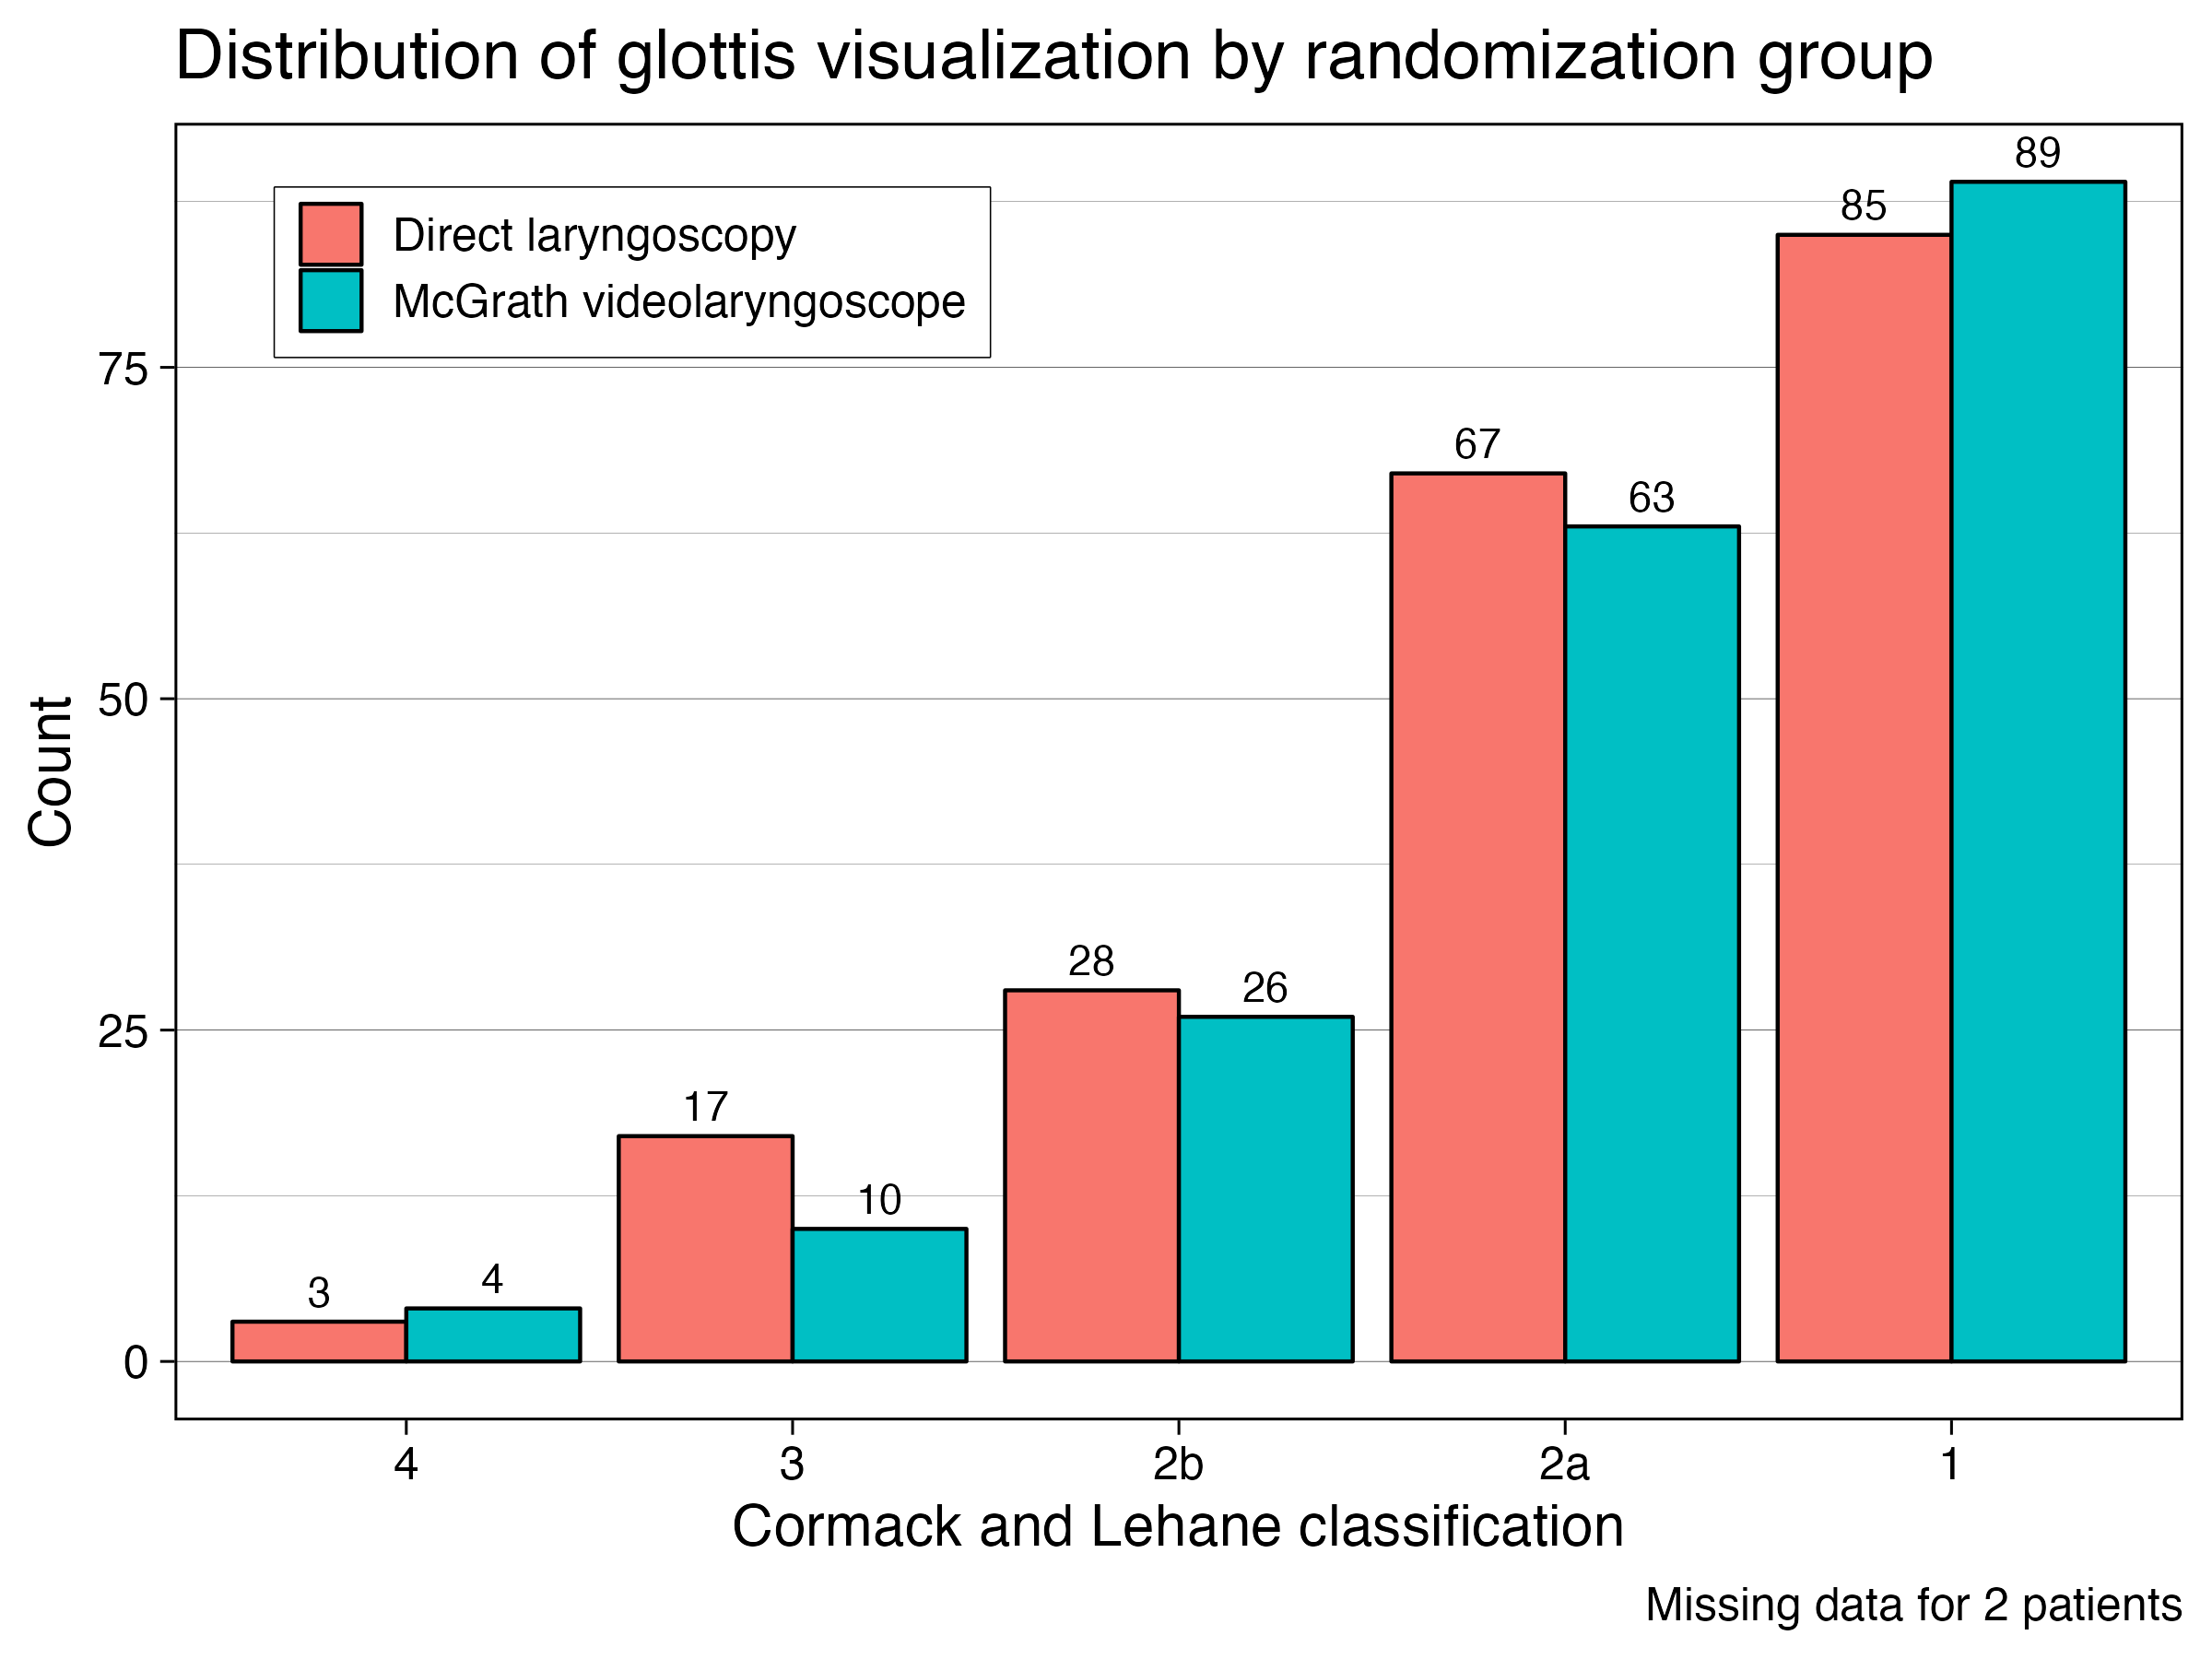 Distribution of glottis visualization by randomization group
Direct laryngoscopy
McGrath videolaryngoscope
Count
75
50
25
0
3
4
17
10
28
26
67
63
85
89
4
3
2b
2a
1
Cormack and Lehane classification
Missing data for 2 patients